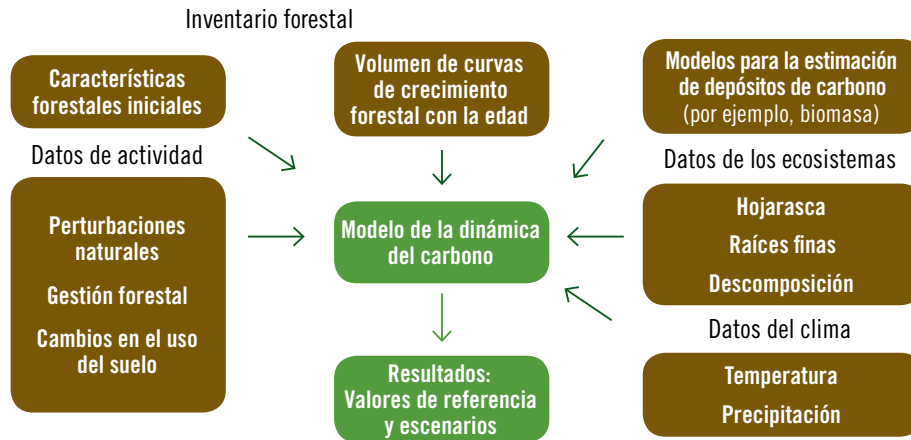 Inventario forestal
Características
forestales iniciales
Volumen de curvas
de crecimiento
forestal con la edad
Modelos para la estimación
de depósitos de carbono
(por ejemplo, biomasa)
Datos de actividad
Perturbaciones
naturales
Gestión forestal
Cambios en el uso
del suelo
Modelo de la dinámica
del carbono
Resultados:
Valores de referencia
y escenarios
Datos de los ecosistemas
Hojarasca
Raíces finas
Descomposición
Datos del clima
Temperatura
Precipitación